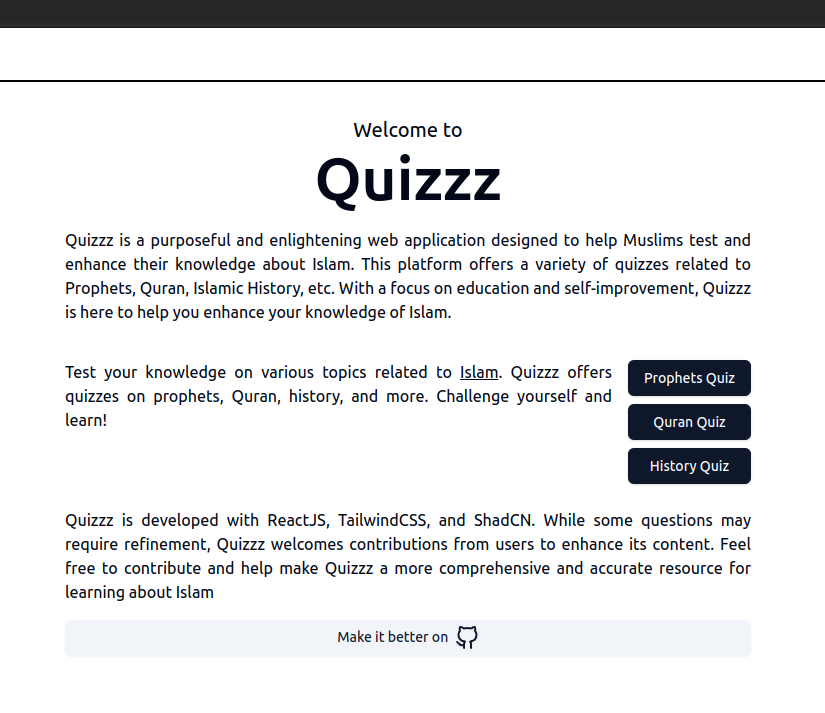 Welcome to
Quizzz
Quizzz is a purposeful and enlightening web application designed to help Muslims test and
enhance their knowledge about Islam. This platform offers a variety of quizzes related to
Prophets, Quran, Islamic History, etc. With a focus on education and self-improvement, Quizzz
is here to help you enhance your knowledge of Islam.
Test your knowledge on various topics related to Islam. Quizzz offers
quizzes on prophets, Quran, history, and more. Challenge yourself and
learn!
Prophets Quiz
Quran Quiz
History Quiz
Quizzz is developed with ReactJS, TailwindCSS, and ShadCN. While some questions may
require refinement, Quizzz welcomes contributions from users to enhance its content. Feel
free to contribute and help make Quizzz a more comprehensive and accurate resource for
learning about Islam
Make it better on